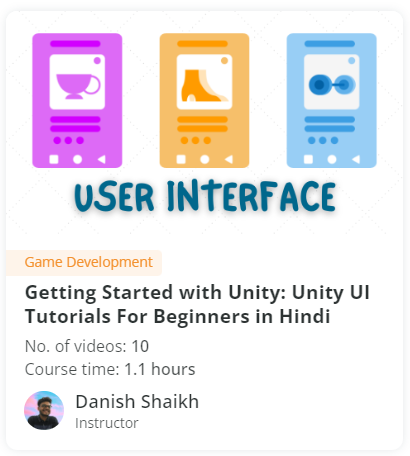 USER INTERFACE
Game Development
Getting Started with Unity: Unity UI
Tutorials For Beginners in Hindi
No. of videos: 10
Course time: 1.1 hours
Danish Shaikh
Instructor